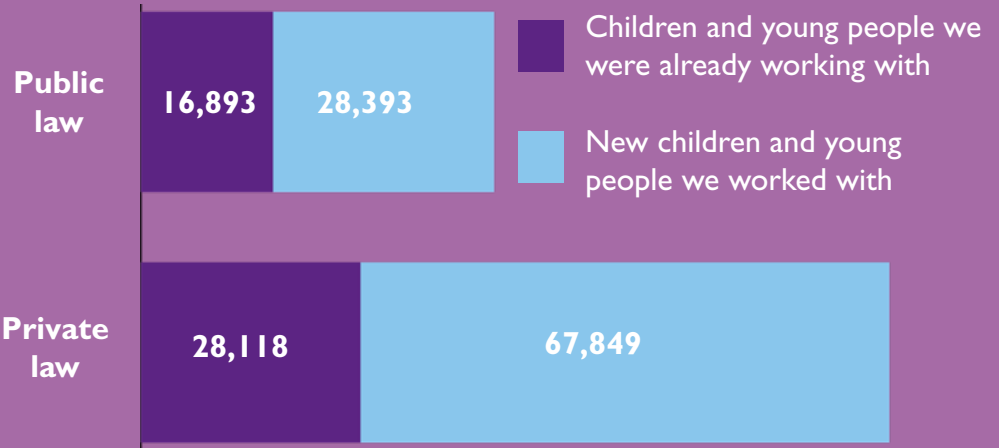 Public
law
16,893
28,393
Children and young people we
were already working with
New children and young
people we worked with
Private
law
28,118
67,849